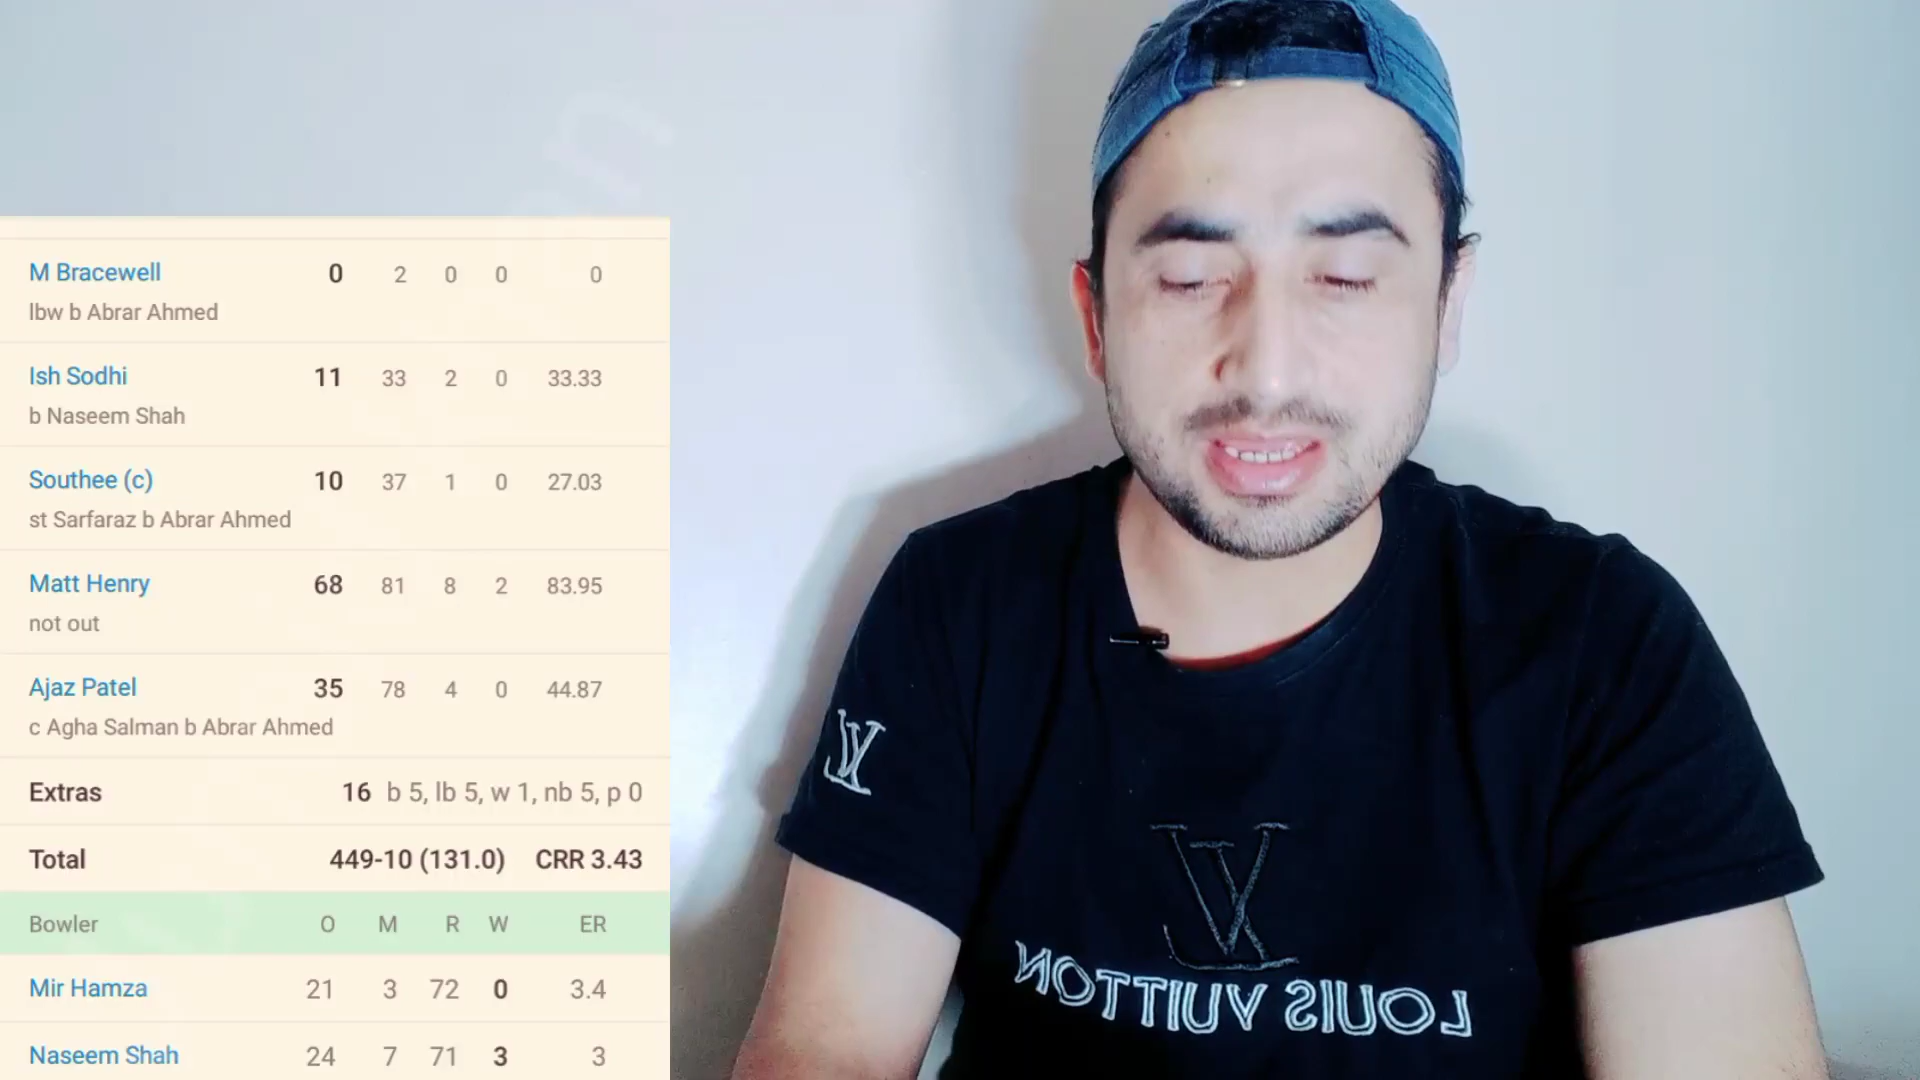 M Bracewell 0 2 0 0 0
lbw b Abrar Ahmed
Ish Sodhi 11 33 2 0 33.33
b Naseem Shah
Southee (c) 10 37 1 0 27.03
st Sarfaraz b Abrar Ahmed
Matt Henry 68 81 8 2 83.95
not out
Ajaz Patel 35 78 4 0 44.87
c Agha Salman b Abrar Ahmed
Extras 16 b 5, lb 5, w 1, nb 5, p 0
Total 449-10 (131.0) CRR 3.43
Bowler O M R W ER
Mir Hamza 21 3 72 0 3.4
Naseem Shah 24 7 71 3 3
LV
LV
LOUIS VUITTON